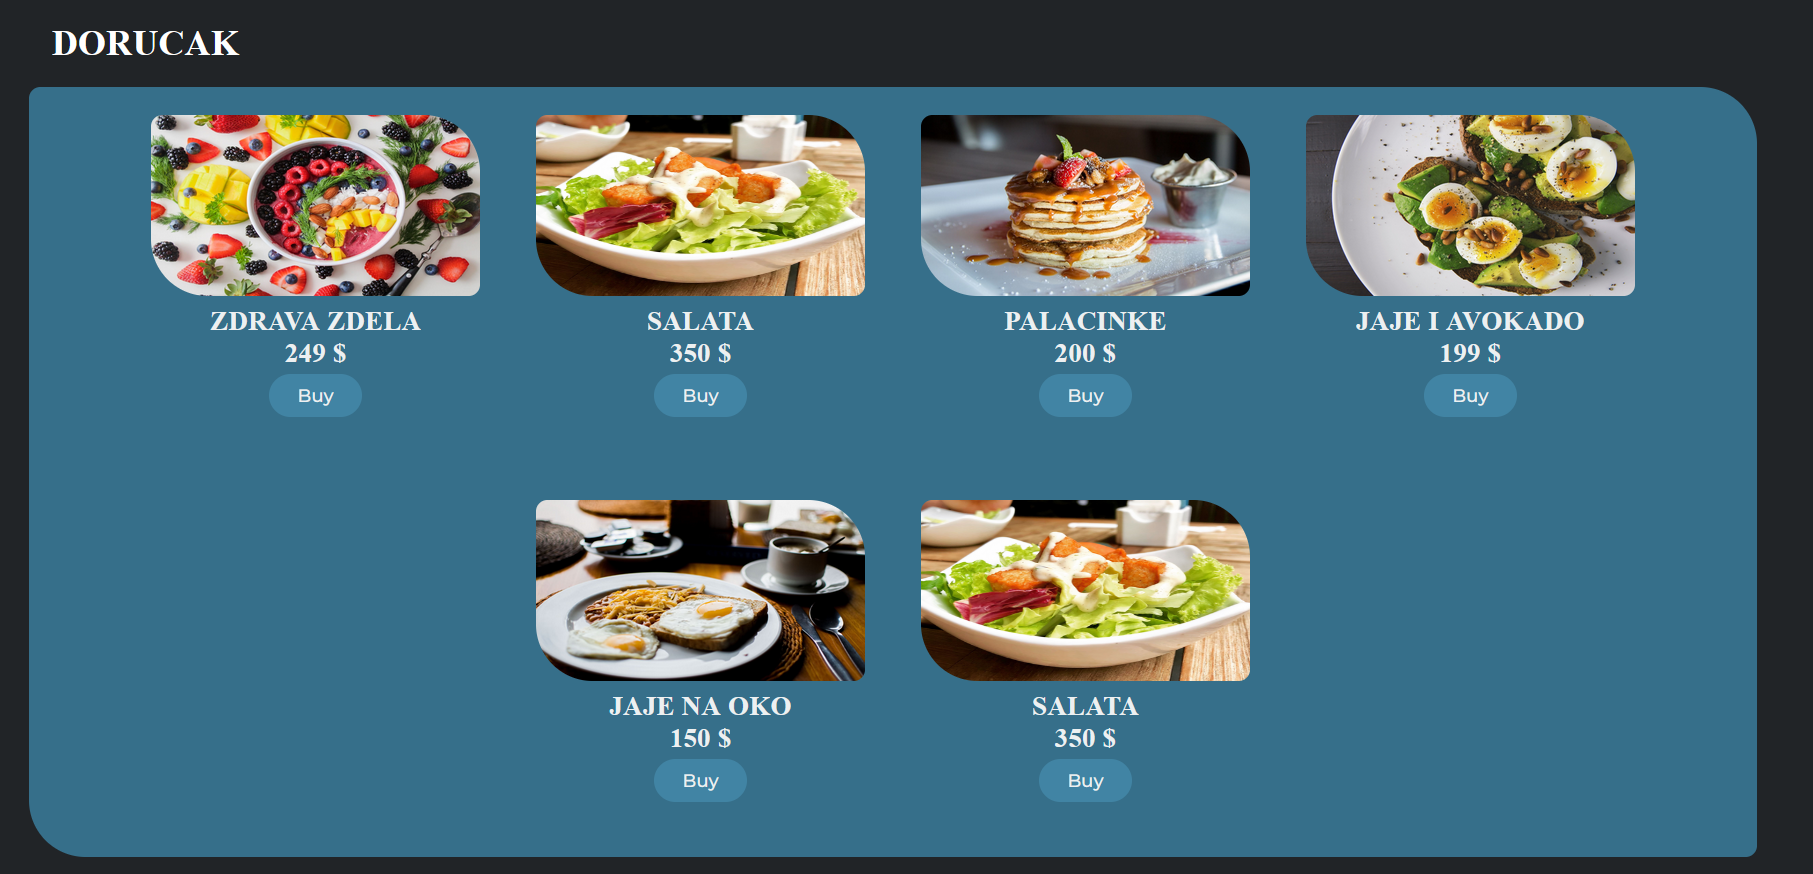 DORUCAK
ZDRAVA ZDELA
249 $
Buy
SALATA
350 $
Buy
PALACINKE
200 $
Buy
JAJE I AVOKADO
199 $
Buy
JAJE NA OKO
150 $
Buy
SALATA
350 $
Buy